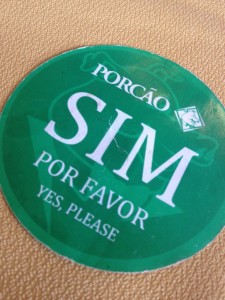 PORCÃO
SIM
POR FAVOR
YES, PLEASE